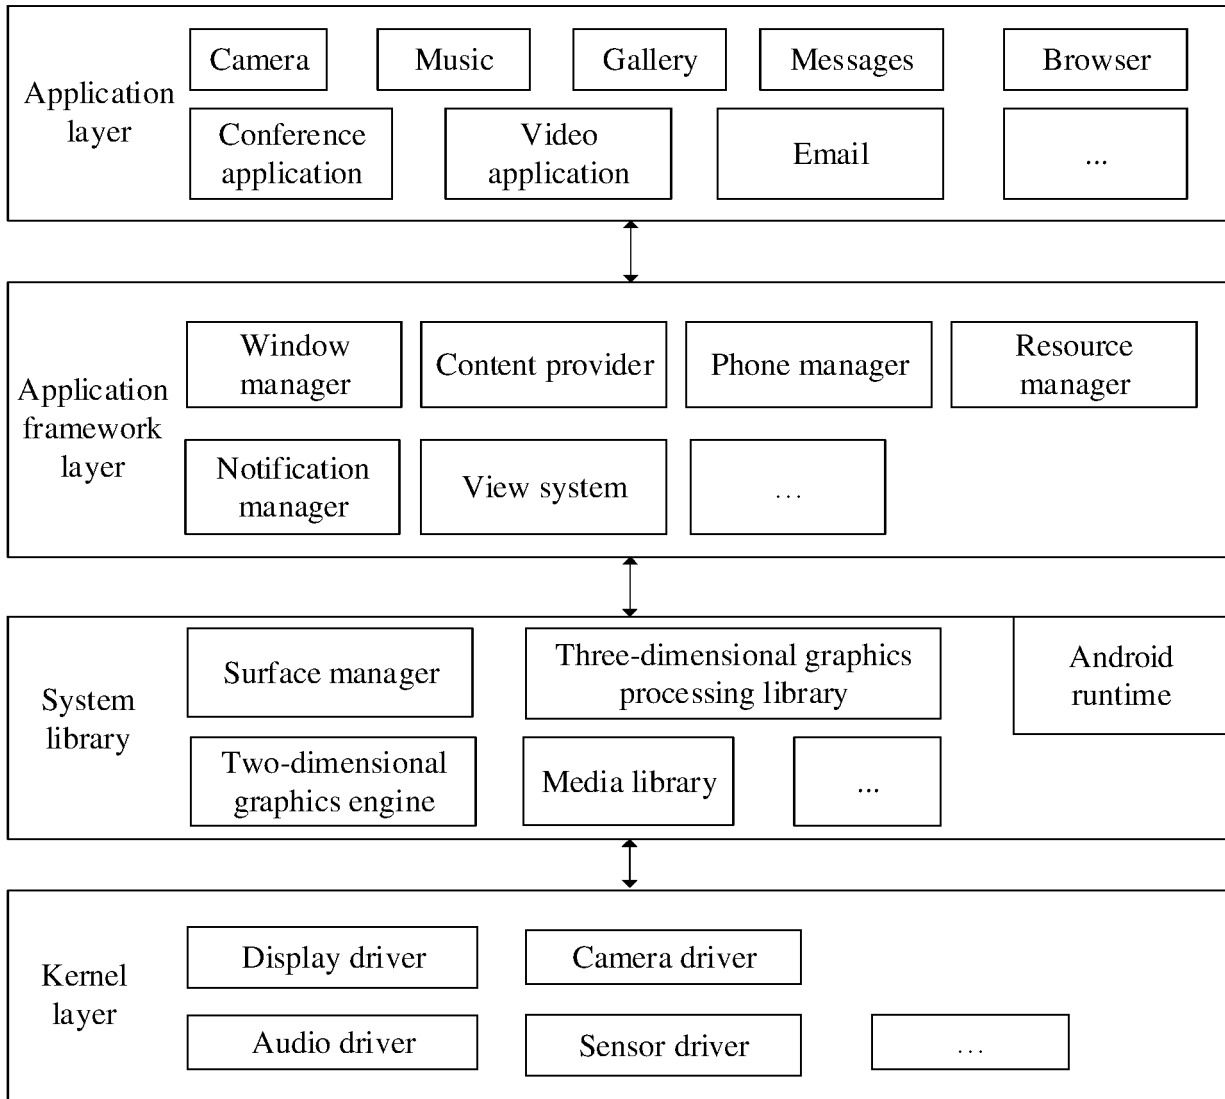 Application
layer
Camera
Music
Gallery
Messages
Browser
Conference
application
Video
application
Email
...
Application
framework
layer
Window
manager
Content provider
Phone manager
Resource
manager
Notification
manager
View system
...
System
library
Surface manager
Three-dimensional graphics
processing library
Android
runtime
Two-dimensional
graphics engine
Media library
...
Kernel
layer
Display driver
Camera driver
Audio driver
Sensor driver
...